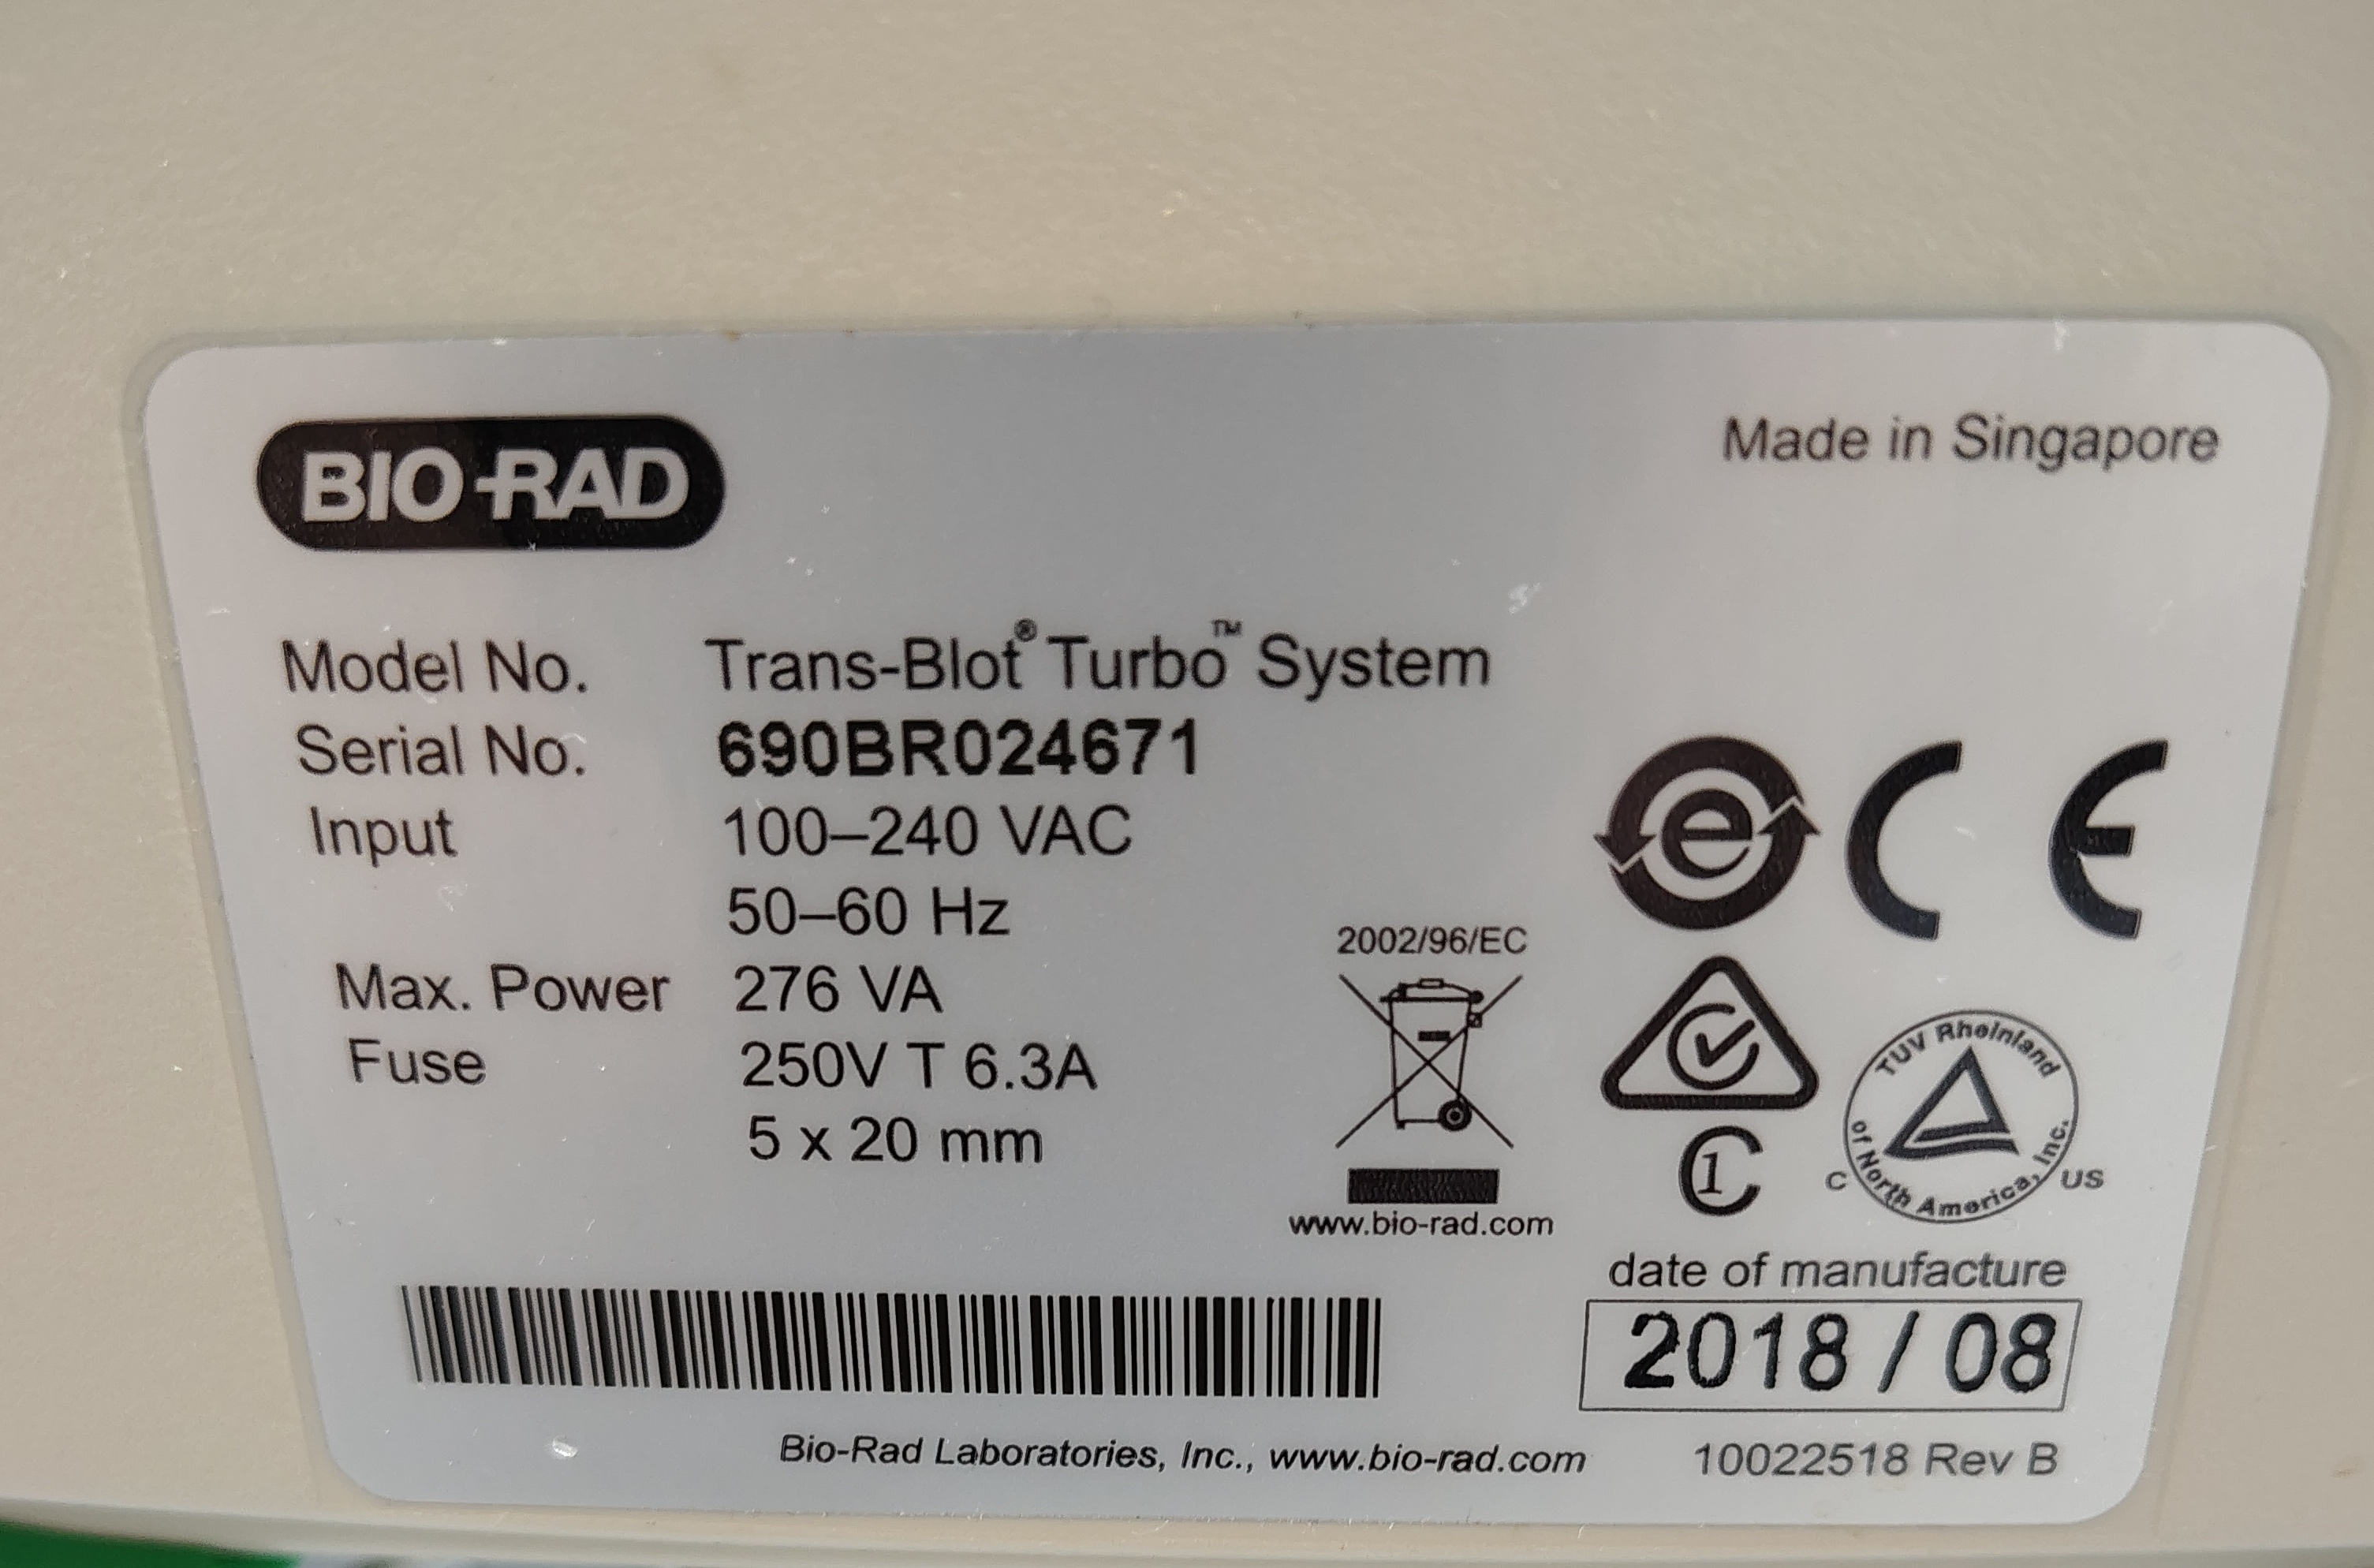 BIO-RAD
Made in Singapore
Model No. Trans-Blot® Turbo™ System
Serial No. 690BR024671
Input 100–240 VAC
50–60 Hz
Max. Power 276 VA
Fuse 250V T 6.3A
5 x 20 mm
2002/96/EC
www.bio-rad.com
e
CE
C1
TUV Rheinland
of North America, Inc.
C US
date of manufacture
2018 / 08
Bio-Rad Laboratories, Inc., www.bio-rad.com
10022518 Rev B